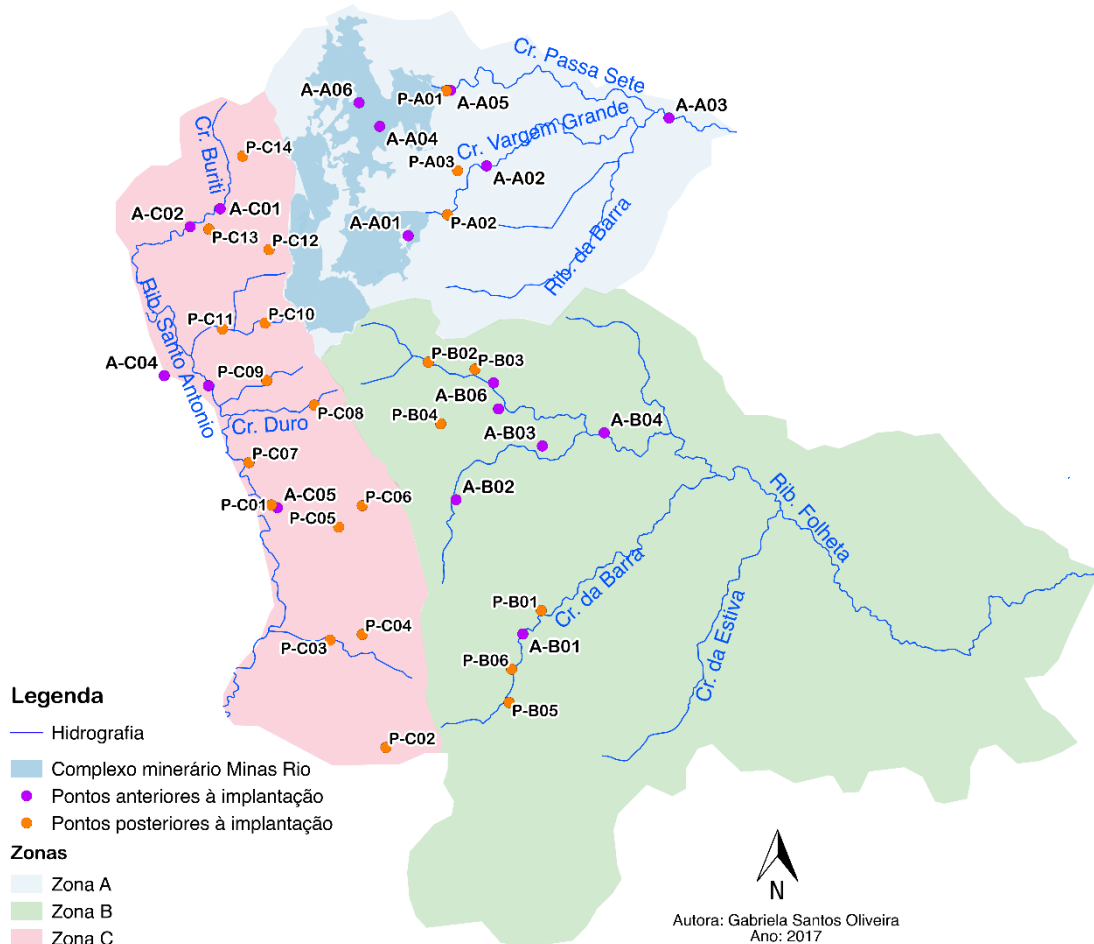 Cr. Passa Sete
A-A06
P-A01
A-A05
A-A03
A-A04
Cr. Vargem Grande
Cr. Buriti
P-C14
P-A03
A-A02
A-C01
A-C02
P-C13
P-C12
A-A01
P-A02
Rib. da Barra
Rib. Santo Antonio
P-C11
P-C10
A-C04
P-C09
P-B02
P-B03
A-B06
P-C08
P-B04
Cr. Duro
A-B03
A-B04
P-C07
A-B02
P-C01
A-C05
P-C06
P-C05
Rib. Folheta
Cr. da Barra
P-B01
P-C04
P-C03
A-B01
P-B06
Cr. da Estiva
P-B05
P-C02
Legenda
Hidrografia
Complexo minerário Minas Rio
Pontos anteriores à implantação
Pontos posteriores à implantação
Zonas
Zona A
Zona B
Zona C
N
Autora: Gabriela Santos Oliveira
Ano: 2017